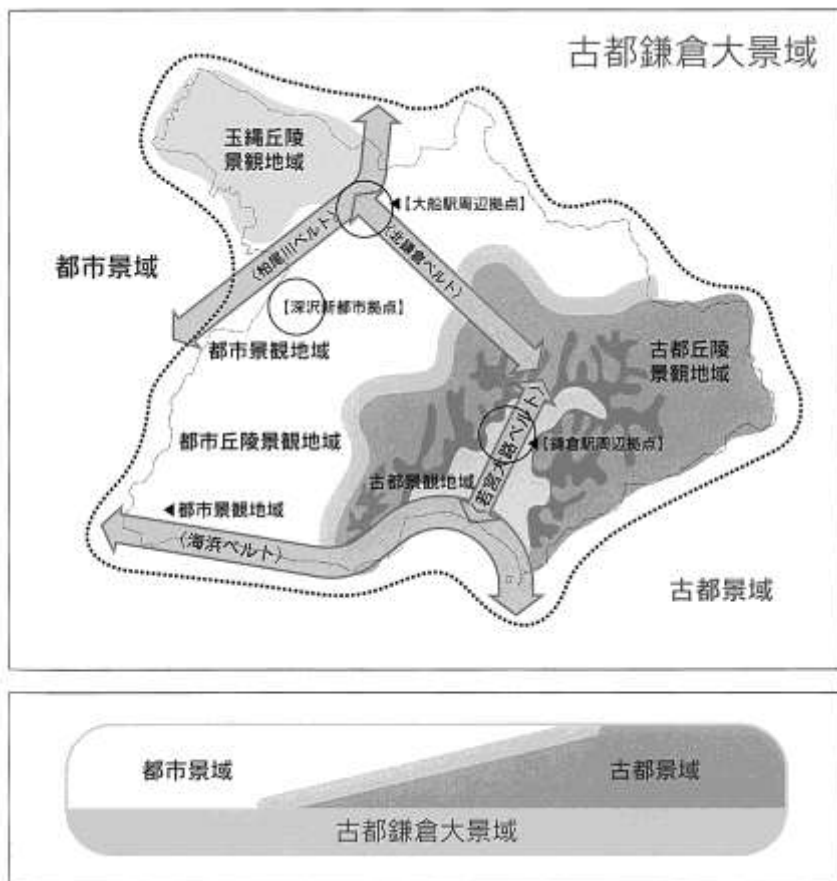 古都鎌倉大景域
玉縄丘陵
景観地域
◀【大船駅周辺拠点】
〈柏尾川ベルト〉
〈北鎌倉ベルト〉
都市景域
【深沢新都市拠点】
都市景観地域
古都丘陵
景観地域
都市丘陵景観地域
〈若宮大路ベルト〉
◀【鎌倉駅周辺拠点】
古都景観地域
◀都市景観地域
〈海浜ベルト〉
古都景域
都市景域
古都景域
古都鎌倉大景域